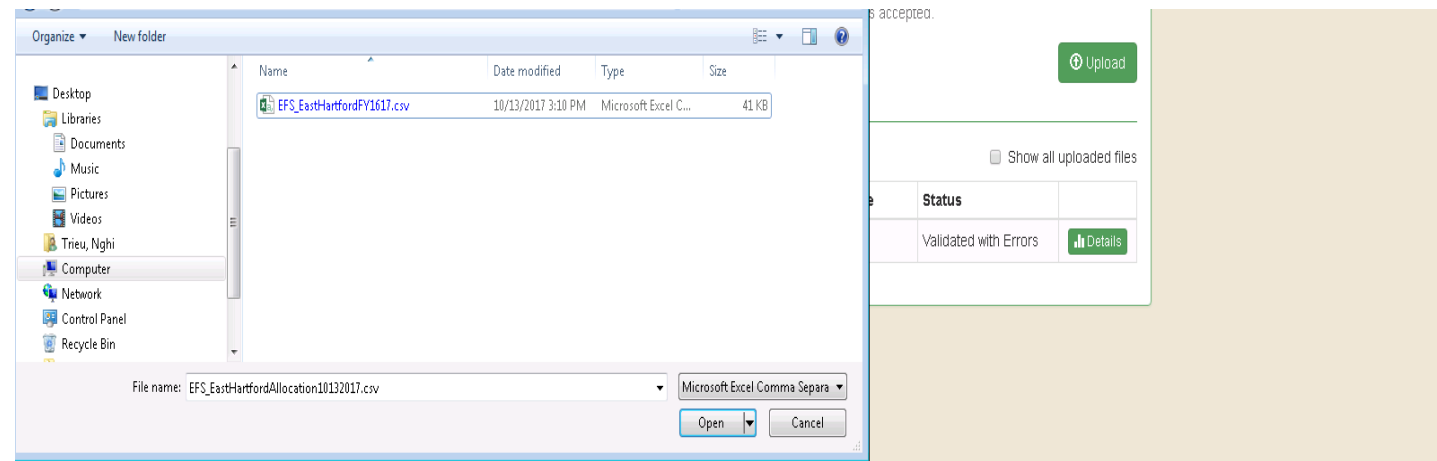 s accepted.
Organize ▾ New folder
Upload
Name Date modified Type Size
Desktop
EFS_EastHartfordFY1617.csv 10/13/2017 3:10 PM Microsoft Excel C... 41 KB
Libraries
Documents
Music
Show all uploaded files
Pictures
e Status
Videos
Trieu, Nghi
Validated with Errors Details
Computer
Network
Control Panel
Recycle Bin
File name: EFS_EastHartfordAllocation10132017.csv Microsoft Excel Comma Separa
Open Cancel